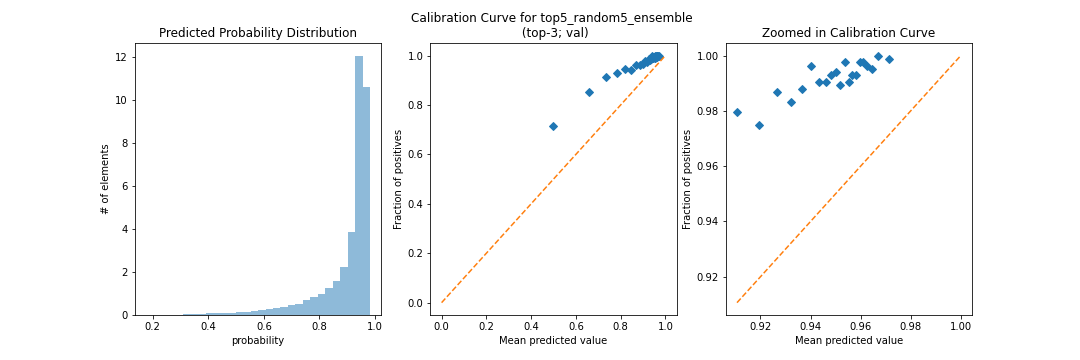 Predicted Probability Distribution
# of elements
12
10
8
6
4
2
0
0.2 0.4 0.6 0.8 1.0
probability
Calibration Curve for top5_random5_ensemble
(top-3; val)
Fraction of positives
1.0
0.8
0.6
0.4
0.2
0.0
0.0 0.2 0.4 0.6 0.8 1.0
Mean predicted value
Zoomed in Calibration Curve
Fraction of positives
1.00
0.98
0.96
0.94
0.92
0.92 0.94 0.96 0.98 1.00
Mean predicted value